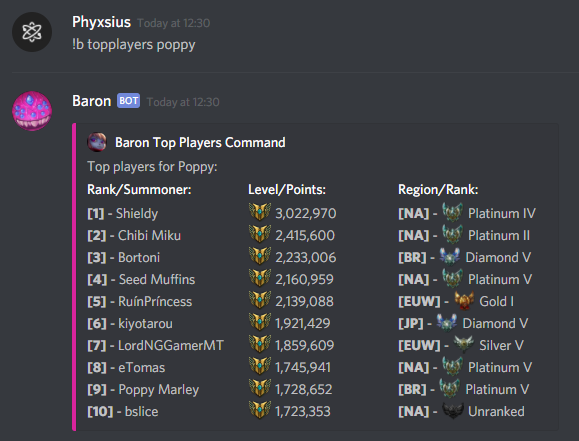 Phyxsius Today at 12:30
!b topplayers poppy
Baron BOT Today at 12:30
Baron Top Players Command
Top players for Poppy:
Rank/Summoner: Level/Points: Region/Rank:
[1] - Shieldy 3,022,970 [NA] - Platinum IV
[2] - Chibi Miku 2,415,600 [NA] - Platinum II
[3] - Bortoni 2,233,006 [BR] - Diamond V
[4] - Seed Muffins 2,160,959 [NA] - Platinum V
[5] - RuínPríncess 2,139,088 [EUW] - Gold I
[6] - kiyotarou 1,921,429 [JP] - Diamond V
[7] - LordNGGamerMT 1,859,609 [EUW] - Silver V
[8] - eTomas 1,745,941 [NA] - Platinum V
[9] - Poppy Marley 1,728,652 [BR] - Platinum V
[10] - bslice 1,723,353 [NA] - Unranked